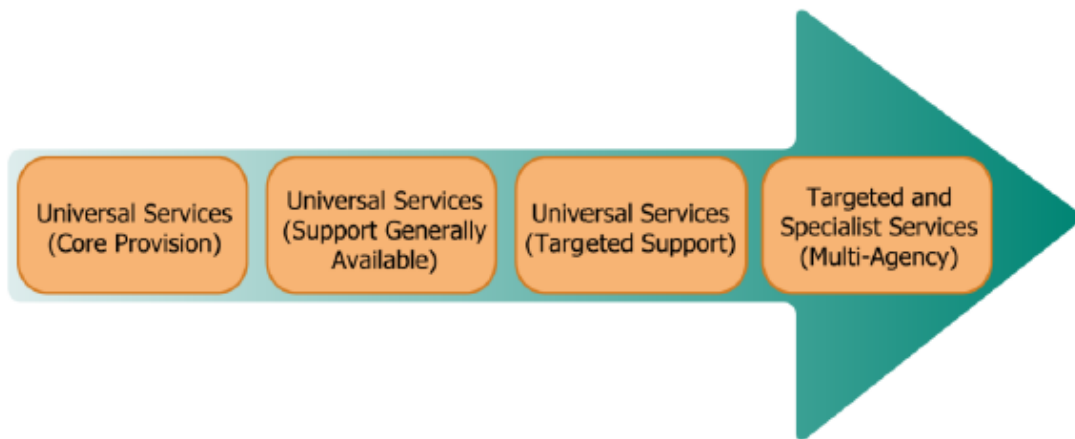 Universal Services
(Core Provision)
Universal Services
(Support Generally
Available)
Universal Services
(Targeted Support)
Targeted and
Specialist Services
(Multi-Agency)